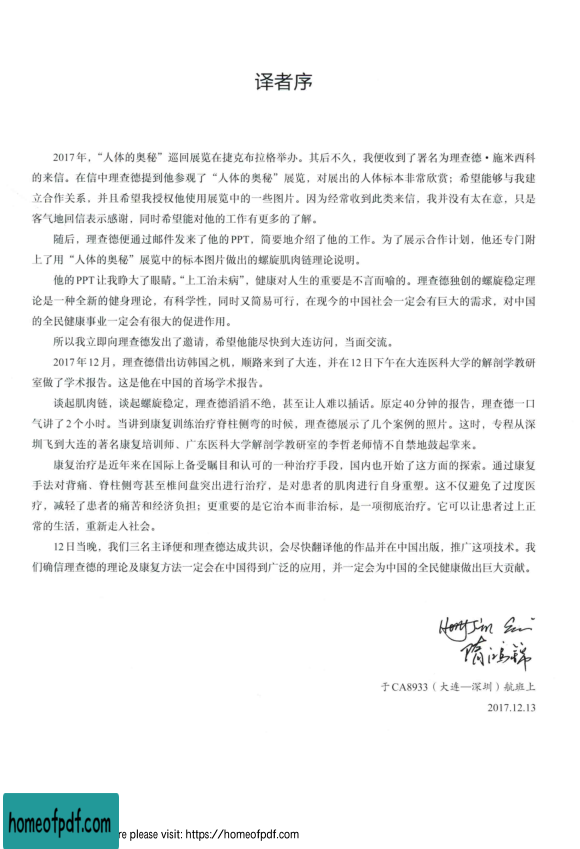 译者序
2017年，“人体的奥秘”巡回展览在捷克布拉格举办。其后不久，我便收到了署名为理查德·施米西科
的来信。在信中理查德提到他参观了“人体的奥秘”展览，对展出的人体标本非常欣赏；希望能够与我建
立合作关系，并且希望我授权他使用展览中的一些图片。因为经常收到此类来信，我并没有太在意，只是
客气地回信表示感谢，同时希望能对他的工作有更多的了解。
随后，理查德便通过邮件发来了他的PPT，简要地介绍了他的工作。为了展示合作计划，他还专门附
上了用“人体的奥秘”展览中的标本图片做出的螺旋肌肉链理论说明。
他的PPT让我睁大了眼睛。“上工治未病”，健康对人生的重要是不言而喻的。理查德独创的螺旋稳定理
论是一种全新的健身理论，有科学性，同时又简易可行，在现今的中国社会一定会有巨大的需求，对中国
的全民健康事业一定会有很大的促进作用。
所以我立即向理查德发出了邀请，希望他能尽快到大连访问，当面交流。
2017年12月，理查德借出访韩国之机，顺路来到了大连，并在12日下午在大连医科大学的解剖学教研
室做了学术报告。这是他在中国的首场学术报告。
谈起肌肉链，谈起螺旋稳定，理查德滔滔不绝，甚至让人难以插话。原定40分钟的报告，理查德一口
气讲了2个小时。当讲到康复训练治疗脊柱侧弯的时候，理查德展示了几个案例的照片。这时，专程从深
圳飞到大连的著名康复培训师、广东医科大学解剖学教研室的李哲老师情不自禁地鼓起掌来。
康复治疗是近年来在国际上备受瞩目和认可的一种治疗手段，国内也开始了这方面的探索。通过康复
手法对背痛、脊柱侧弯甚至椎间盘突出进行治疗，是对患者的肌肉进行自身重塑。这不仅避免了过度医
疗，减轻了患者的痛苦和经济负担；更重要的是它治本而非治标，是一项彻底治疗。它可以让患者过上正
常的生活，重新走入社会。
12日当晚，我们三名主译便和理查德达成共识，会尽快翻译他的作品并在中国出版，推广这项技术。我
们确信理查德的理论及康复方法一定会在中国得到广泛的应用，并一定会为中国的全民健康做出巨大贡献。
Hongjin Sui
隋鸿锦
于CA8933（大连—深圳）航班上
2017.12.13
homeofpdf.com
re please visit: https://homeofpdf.com